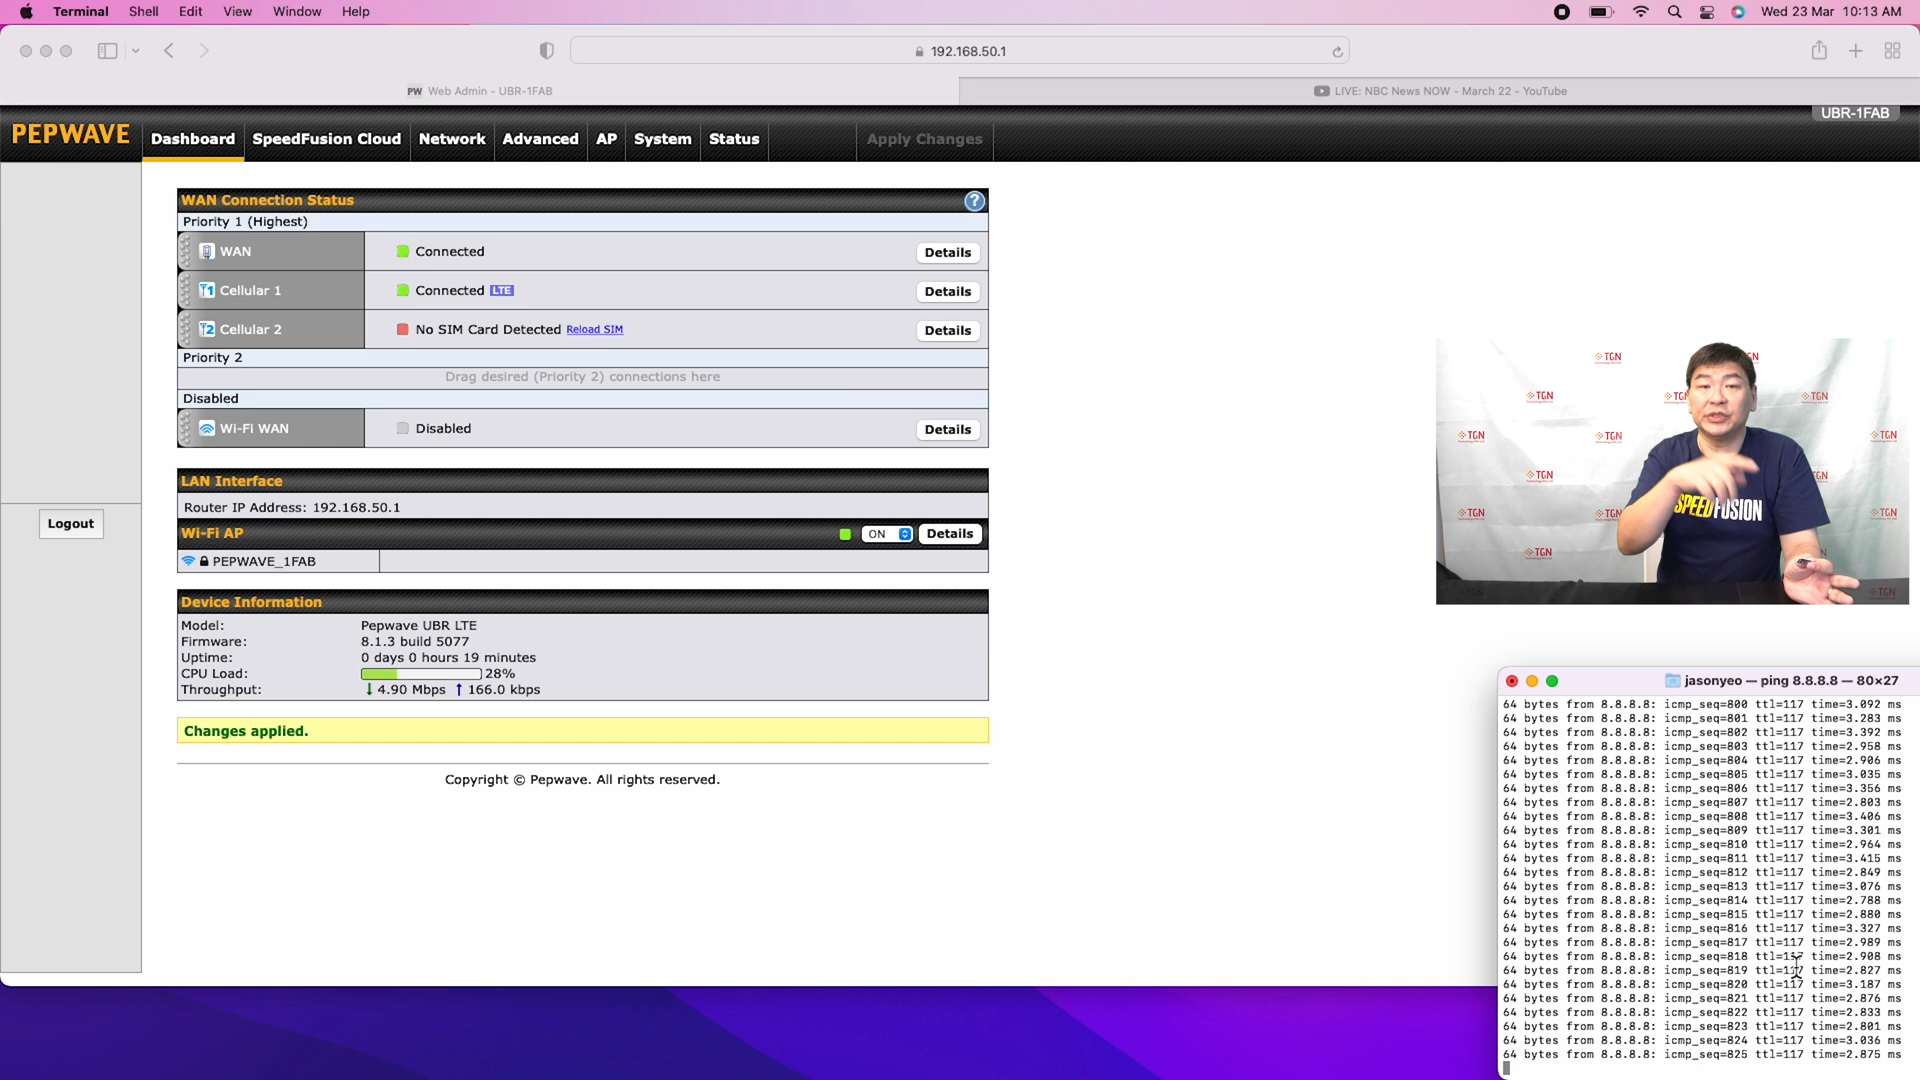 Terminal Shell Edit View Window Help
Wed 23 Mar 10:13 AM
192.168.50.1
PW Web Admin - UBR-1FAB
LIVE: NBC News NOW - March 22 - YouTube
UBR-1FAB
PEPWAVE Dashboard SpeedFusion Cloud Network Advanced AP System Status Apply Changes
WAN Connection Status
?
Priority 1 (Highest)
WAN Connected Details
1 Cellular 1 Connected LTE Details
2 Cellular 2 No SIM Card Detected Reload SIM Details
Priority 2
Drag desired (Priority 2) connections here
Disabled
Wi-Fi WAN Disabled Details
LAN Interface
Router IP Address: 192.168.50.1
Wi-Fi AP ON Details
PEPWAVE_1FAB
Logout
Device Information
Model: Pepwave UBR LTE
Firmware: 8.1.3 build 5077
Uptime: 0 days 0 hours 19 minutes
CPU Load: 28%
Throughput: 4.90 Mbps 166.0 kbps
Changes applied.
Copyright © Pepwave. All rights reserved.
TGN
SPEEDFUSION
jasonyeo — ping 8.8.8.8 — 80×27
64 bytes from 8.8.8.8: icmp_seq=800 ttl=117 time=3.092 ms
64 bytes from 8.8.8.8: icmp_seq=801 ttl=117 time=3.283 ms
64 bytes from 8.8.8.8: icmp_seq=802 ttl=117 time=3.392 ms
64 bytes from 8.8.8.8: icmp_seq=803 ttl=117 time=2.958 ms
64 bytes from 8.8.8.8: icmp_seq=804 ttl=117 time=2.906 ms
64 bytes from 8.8.8.8: icmp_seq=805 ttl=117 time=3.035 ms
64 bytes from 8.8.8.8: icmp_seq=806 ttl=117 time=3.356 ms
64 bytes from 8.8.8.8: icmp_seq=807 ttl=117 time=2.803 ms
64 bytes from 8.8.8.8: icmp_seq=808 ttl=117 time=3.406 ms
64 bytes from 8.8.8.8: icmp_seq=809 ttl=117 time=3.301 ms
64 bytes from 8.8.8.8: icmp_seq=810 ttl=117 time=2.964 ms
64 bytes from 8.8.8.8: icmp_seq=811 ttl=117 time=3.415 ms
64 bytes from 8.8.8.8: icmp_seq=812 ttl=117 time=2.849 ms
64 bytes from 8.8.8.8: icmp_seq=813 ttl=117 time=3.076 ms
64 bytes from 8.8.8.8: icmp_seq=814 ttl=117 time=2.788 ms
64 bytes from 8.8.8.8: icmp_seq=815 ttl=117 time=2.880 ms
64 bytes from 8.8.8.8: icmp_seq=816 ttl=117 time=3.327 ms
64 bytes from 8.8.8.8: icmp_seq=817 ttl=117 time=2.989 ms
64 bytes from 8.8.8.8: icmp_seq=818 ttl=117 time=2.908 ms
64 bytes from 8.8.8.8: icmp_seq=819 ttl=117 time=2.827 ms
64 bytes from 8.8.8.8: icmp_seq=820 ttl=117 time=3.187 ms
64 bytes from 8.8.8.8: icmp_seq=821 ttl=117 time=2.876 ms
64 bytes from 8.8.8.8: icmp_seq=822 ttl=117 time=2.833 ms
64 bytes from 8.8.8.8: icmp_seq=823 ttl=117 time=2.801 ms
64 bytes from 8.8.8.8: icmp_seq=824 ttl=117 time=3.036 ms
64 bytes from 8.8.8.8: icmp_seq=825 ttl=117 time=2.875 ms